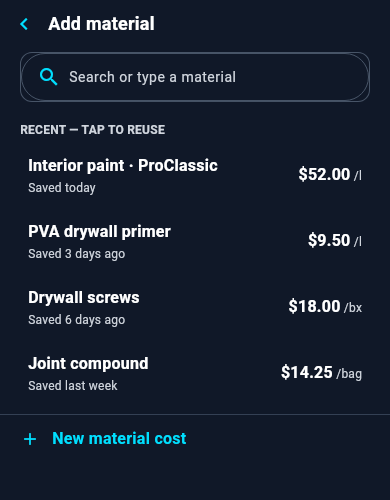 Add material
Search or type a material
RECENT — TAP TO REUSE
Interior paint · ProClassic
$52.00 /l
Saved today
PVA drywall primer
$9.50 /l
Saved 3 days ago
Drywall screws
$18.00 /bx
Saved 6 days ago
Joint compound
$14.25 /bag
Saved last week
+ New material cost